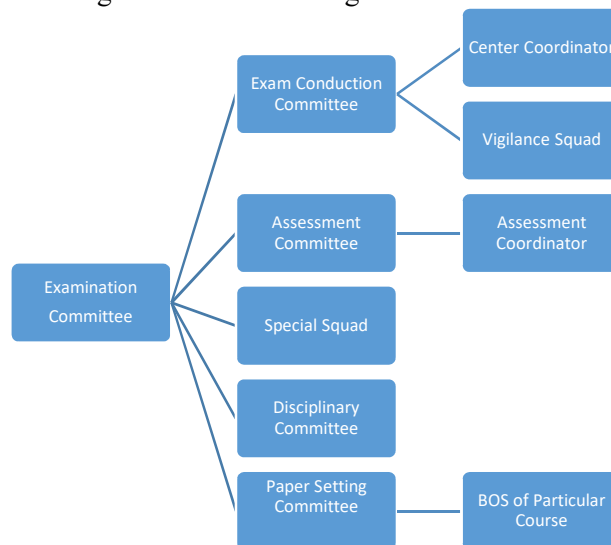 Center Coordinator
Exam Conduction
Committee
Vigilance Squad
Assessment
Committee
Assessment
Coordinator
Examination
Committee
Special Squad
Disciplinary
Committee
Paper Setting
Committee
BOS of Particular
Course